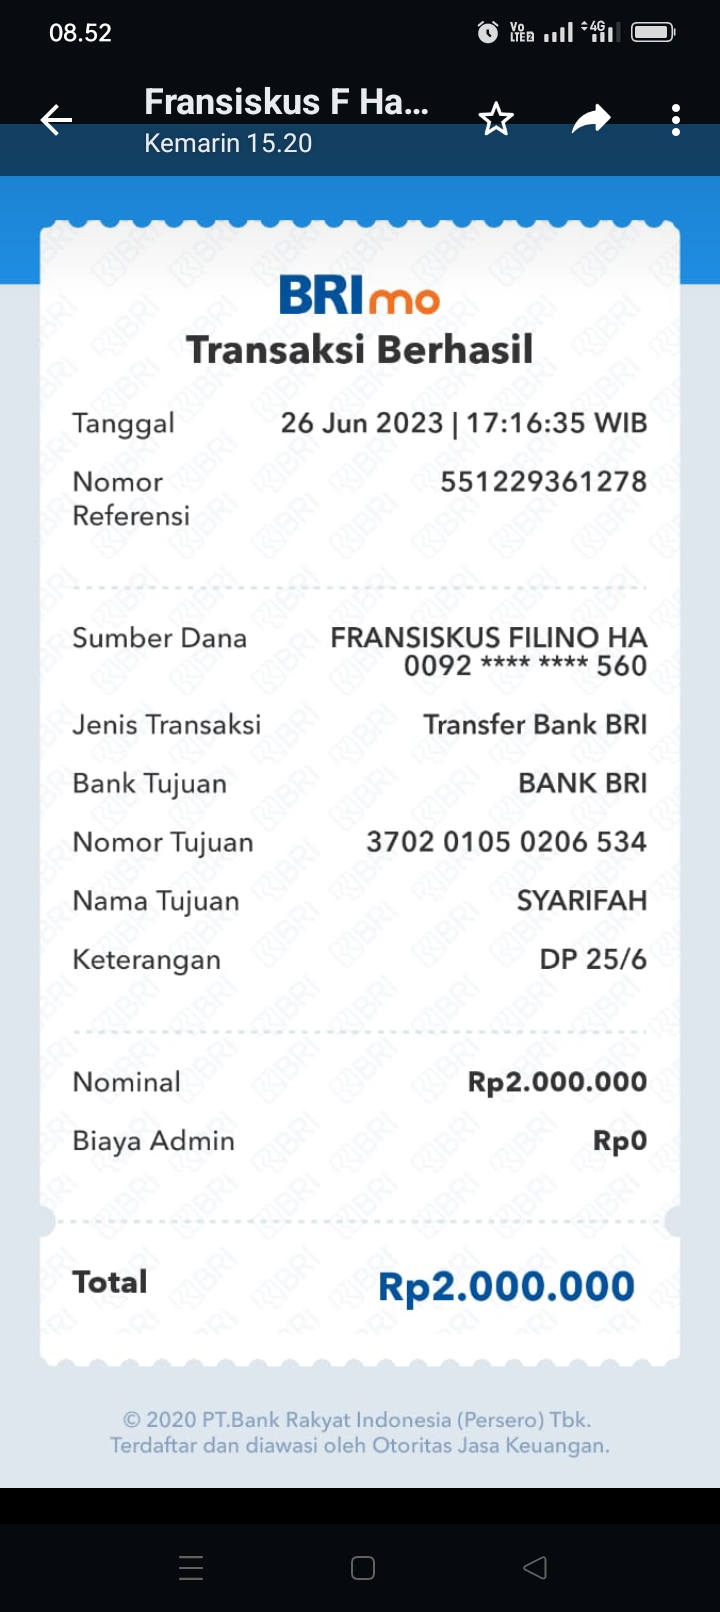 08.52
Vo
LTE2
4G
Fransiskus F Ha...
Kemarin 15.20
BRImo
Transaksi Berhasil
Tanggal 26 Jun 2023 | 17:16:35 WIB
Nomor 551229361278
Referensi
Sumber Dana FRANSISKUS FILINO HA
0092 **** **** 560
Jenis Transaksi Transfer Bank BRI
Bank Tujuan BANK BRI
Nomor Tujuan 3702 0105 0206 534
Nama Tujuan SYARIFAH
Keterangan DP 25/6
Nominal Rp2.000.000
Biaya Admin Rp0
Total Rp2.000.000
© 2020 PT.Bank Rakyat Indonesia (Persero) Tbk.
Terdaftar dan diawasi oleh Otoritas Jasa Keuangan.